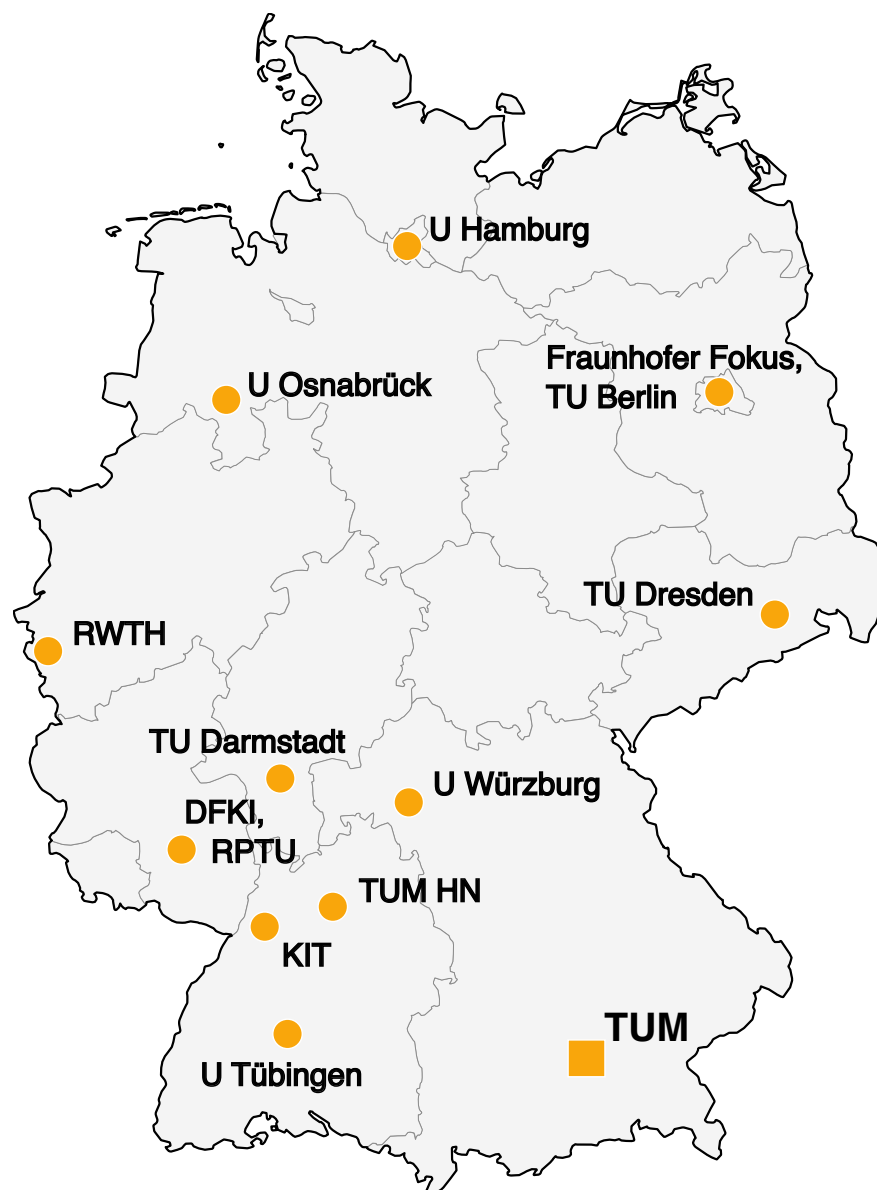 U Hamburg
Fraunhofer Fokus,
TU Berlin
U Osnabrück
TU Dresden
RWTH
TU Darmstadt
U Würzburg
DFKI,
RPTU
TUM HN
KIT
TUM
U Tübingen